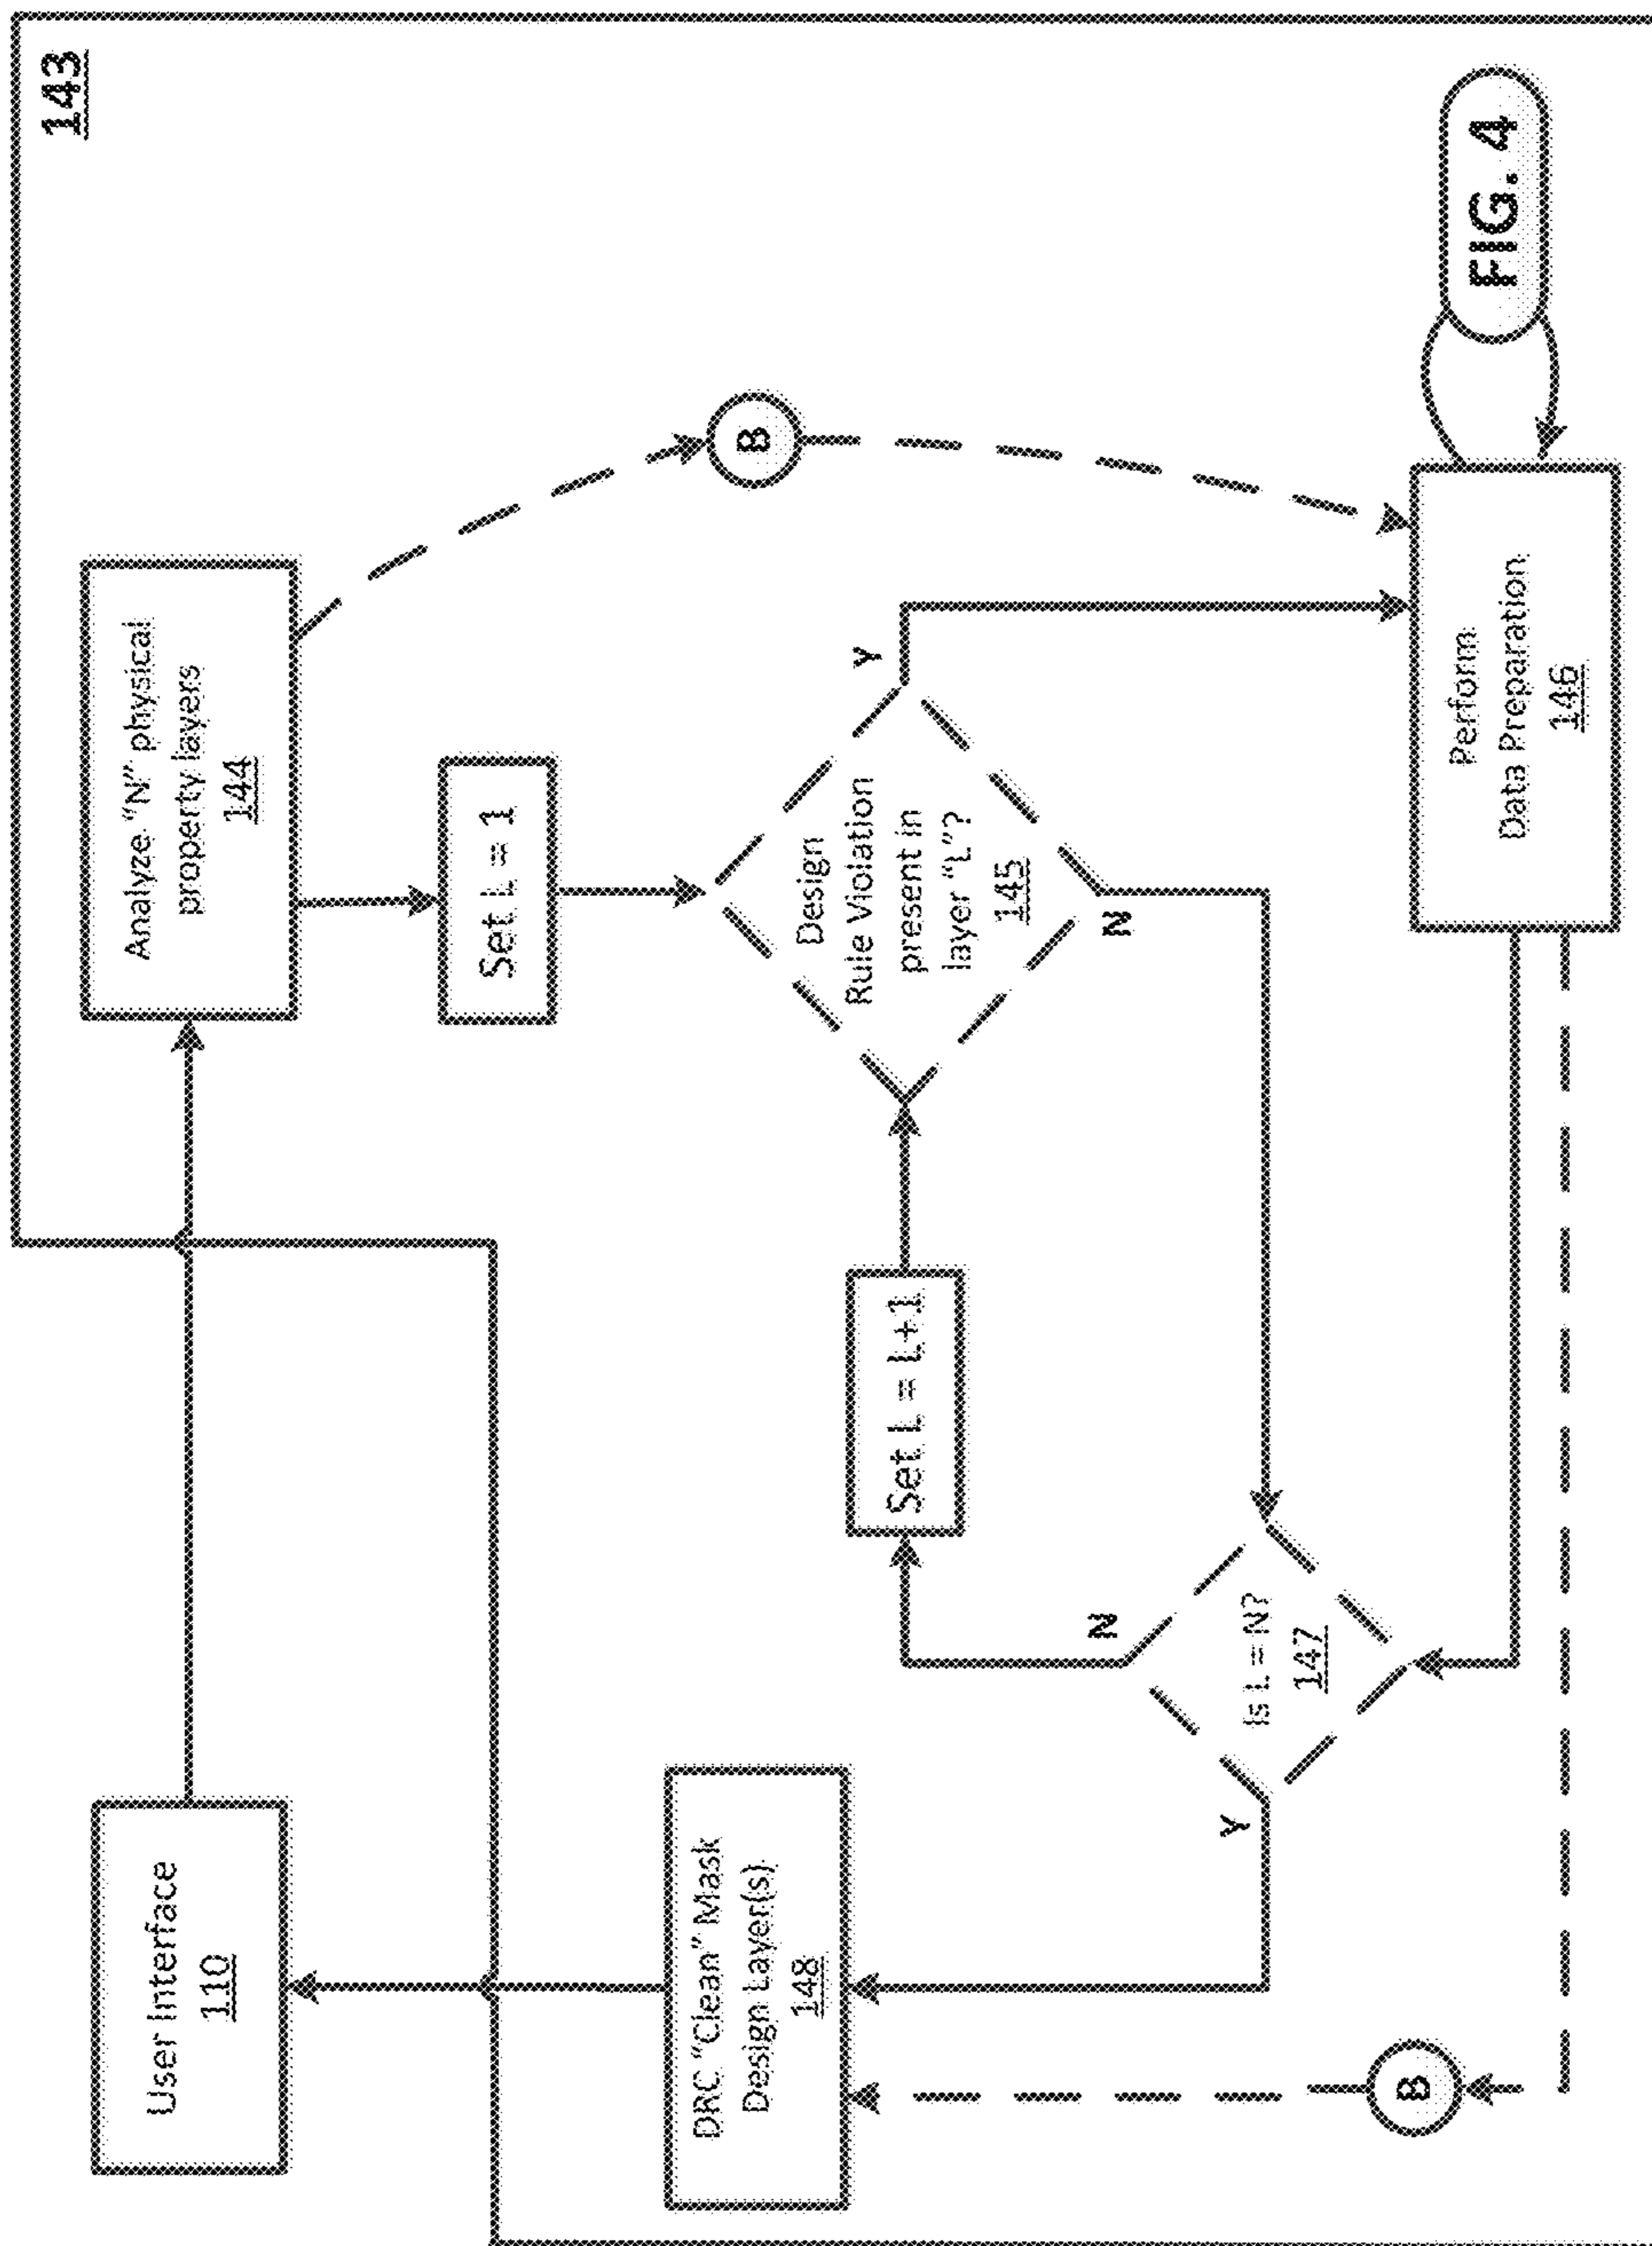 143
User Interface
110
Analyze "N" physical
property layers
144
Set L = 1
DRC "Clean" Mask
Design Layer(s)
148
B
Set L = L+1
Design
Rule Violation
present in
layer "L"?
145
Y
N
N
Is L = N?
147
Y
B
Perform
Data Preparation
146
FIG. 4